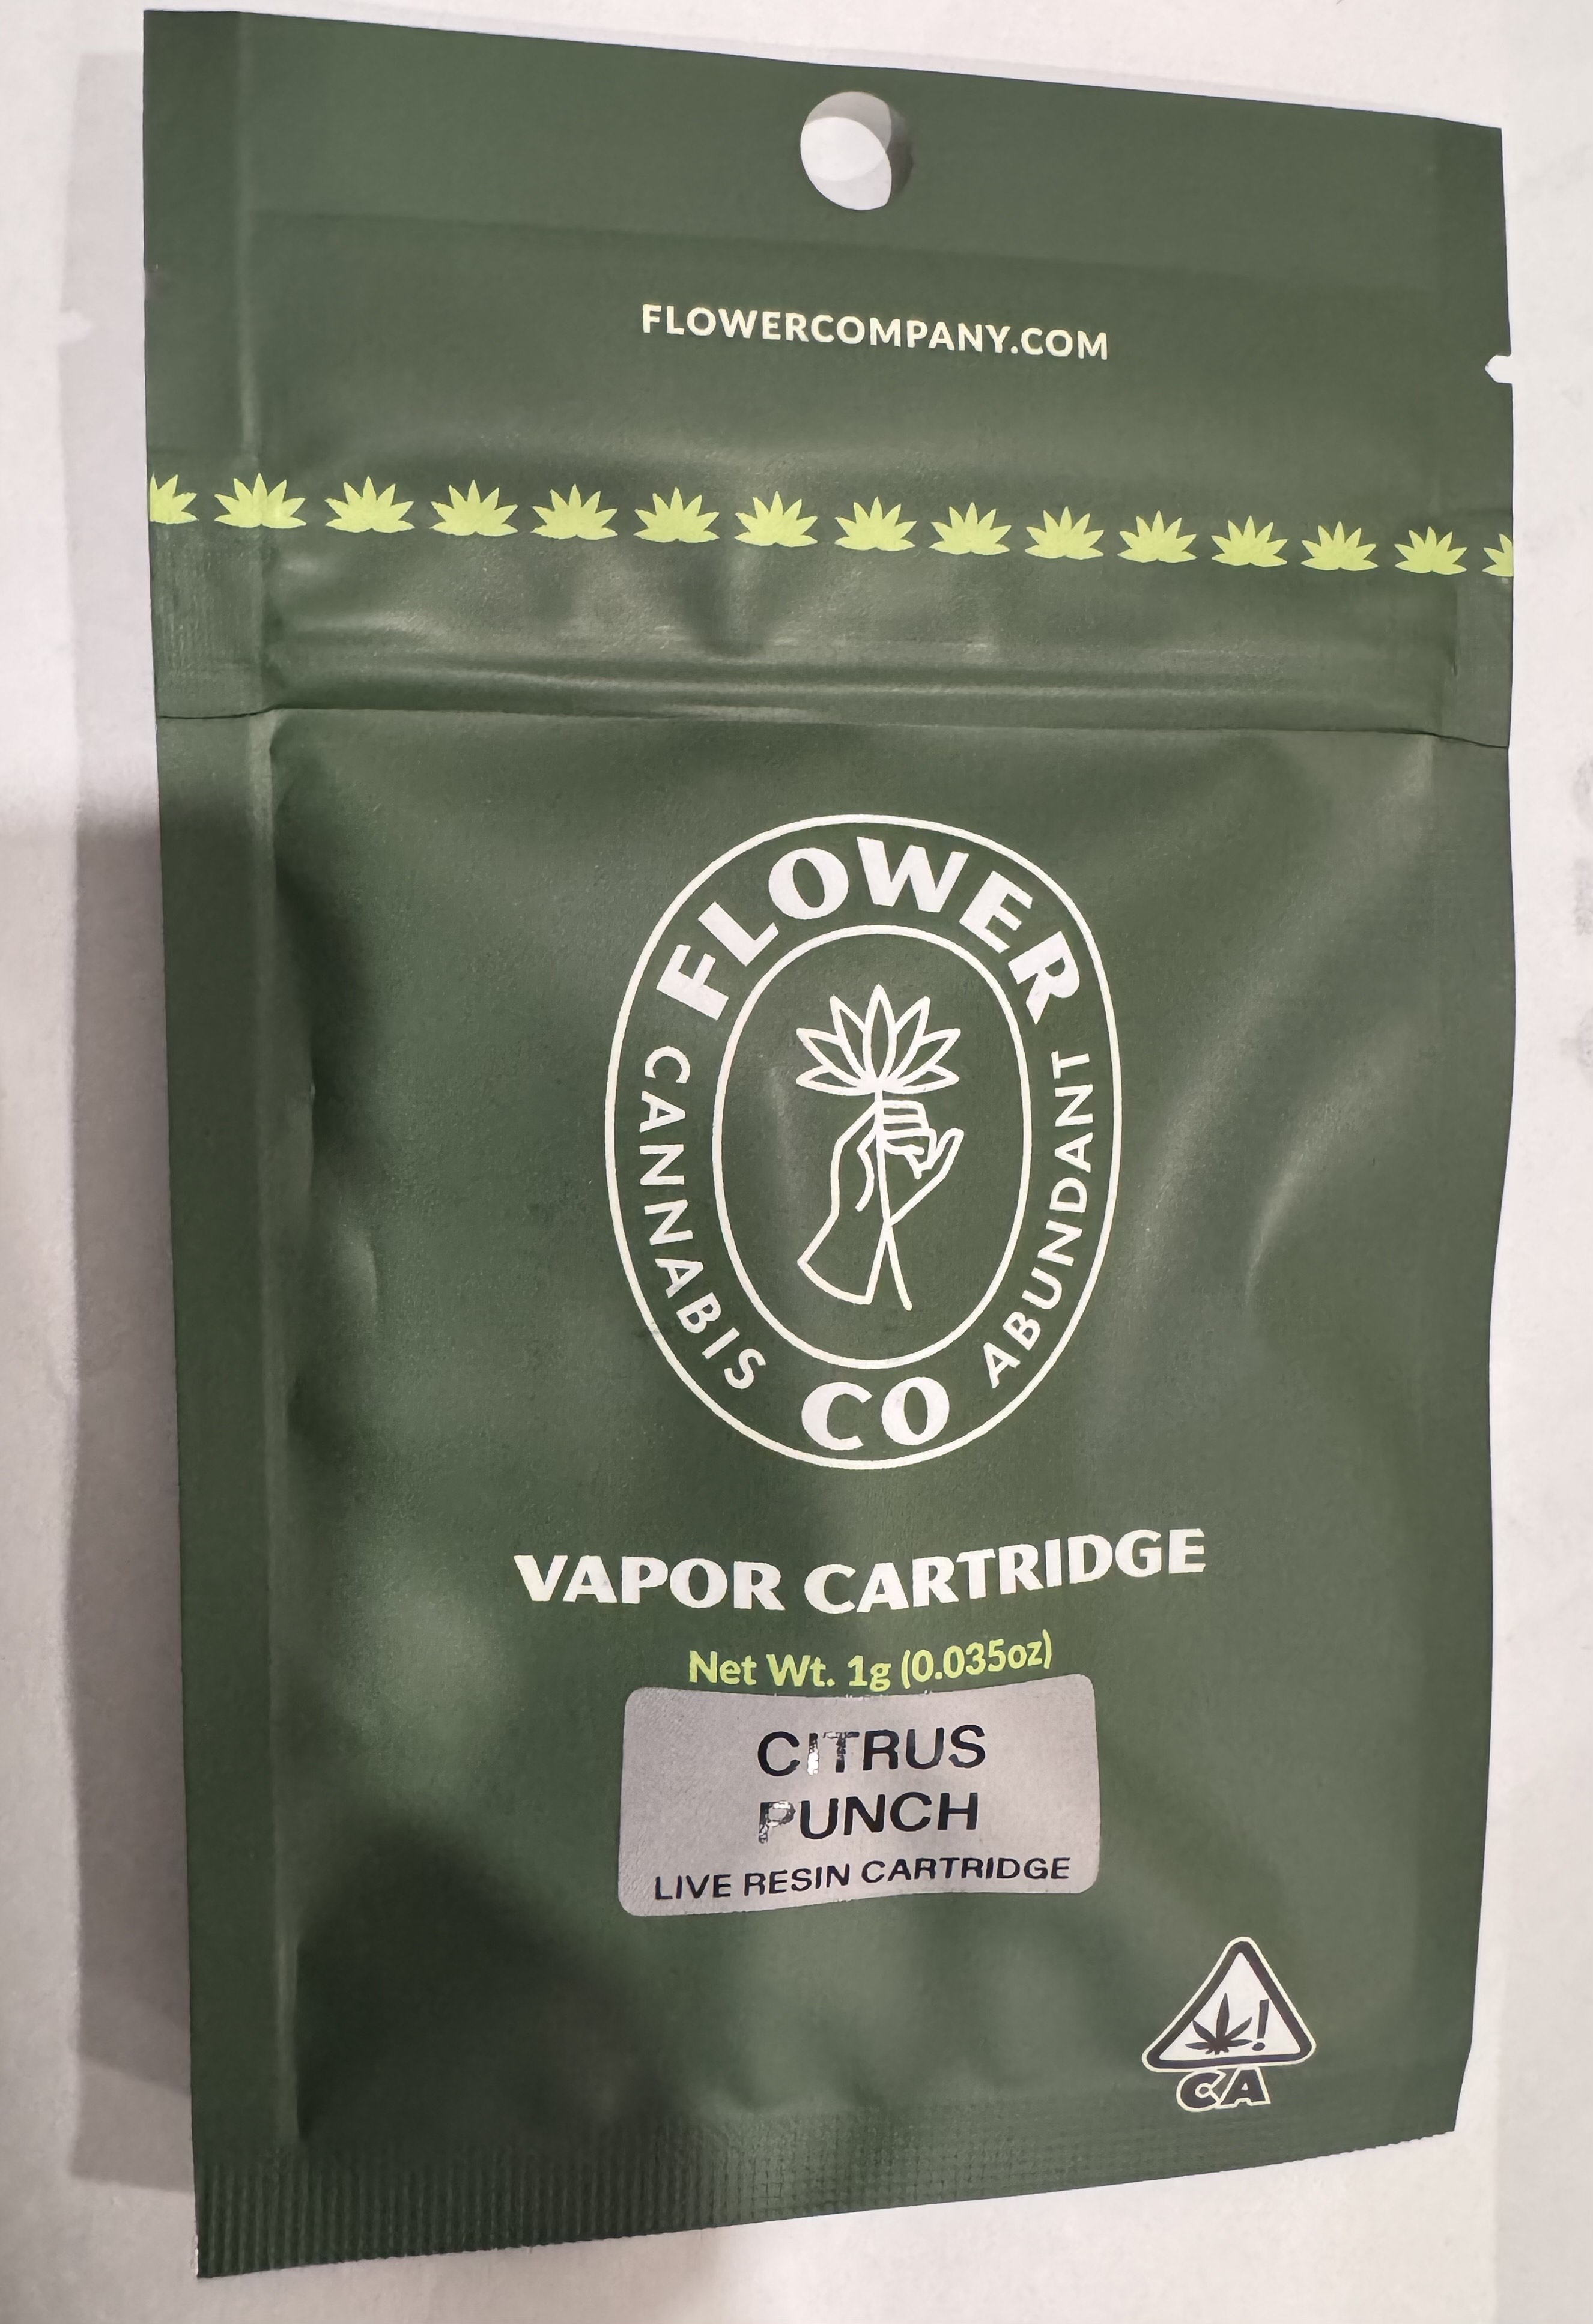 FLOWERCOMPANY.COM
FLOWER
CANNABIS
ABUNDANT
CO
VAPOR CARTRIDGE
Net Wt. 1g (0.035oz)
CITRUS
PUNCH
LIVE RESIN CARTRIDGE
!
CA